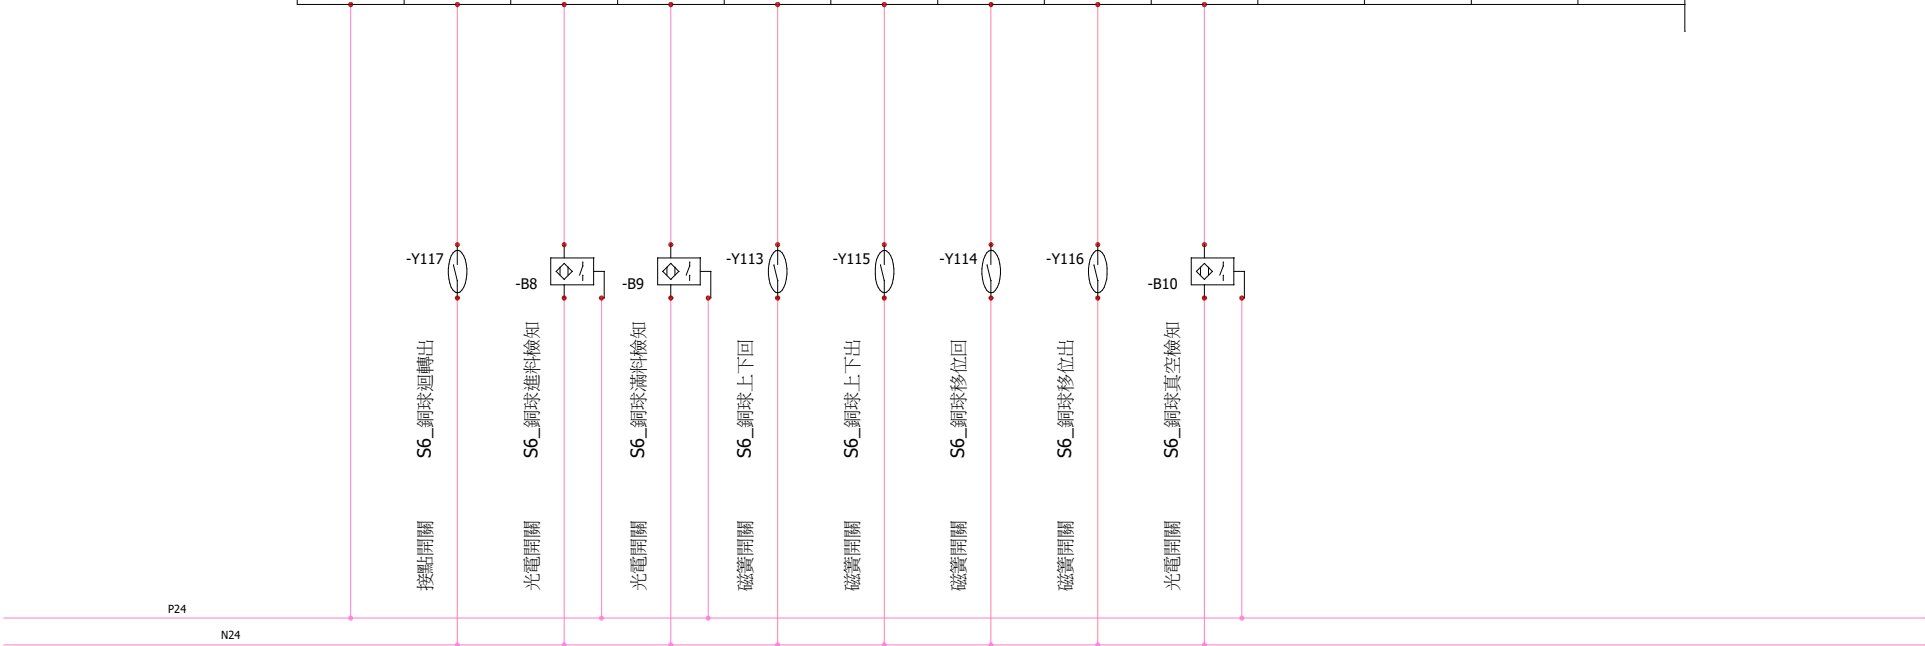 -Y117
-B8
-B9
-Y113
-Y115
-Y114
-Y116
-B10
S6_銅球迴轉出
S6_銅球進料檢知
S6_銅球滿料檢知
S6_銅球上下回
S6_銅球上下出
S6_銅球移位回
S6_銅球移位出
S6_銅球真空檢知
接點開關
光電開關
光電開關
磁簧開關
磁簧開關
磁簧開關
磁簧開關
光電開關
P24
N24